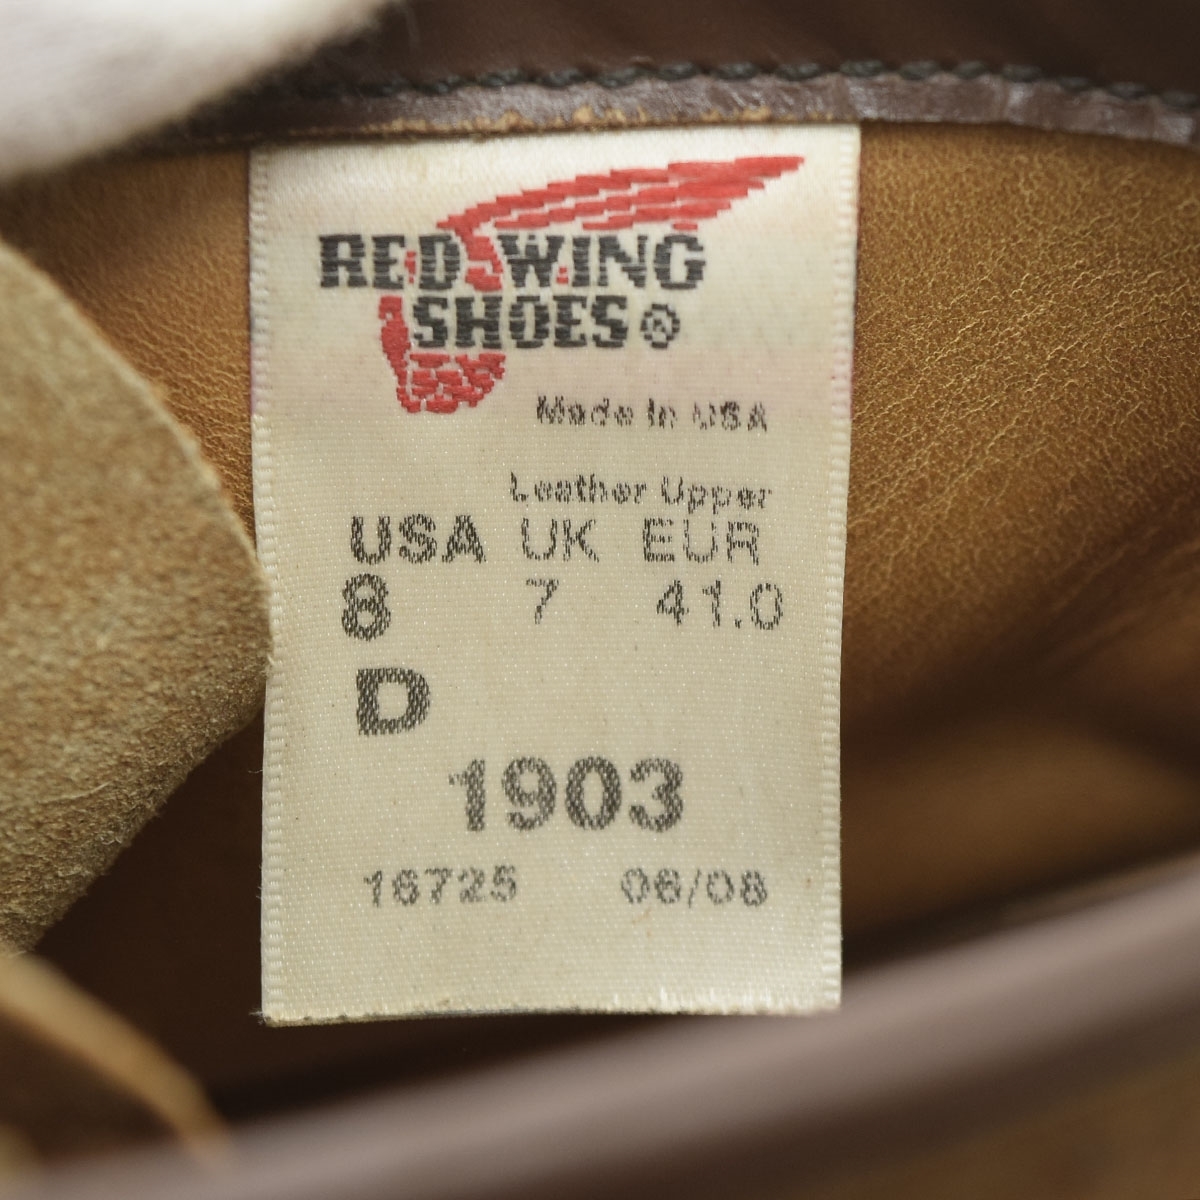 RED WING
SHOES®
Made in USA
Leather Upper
USA UK EUR
8 7 41.0
D
1903
16725 06/08